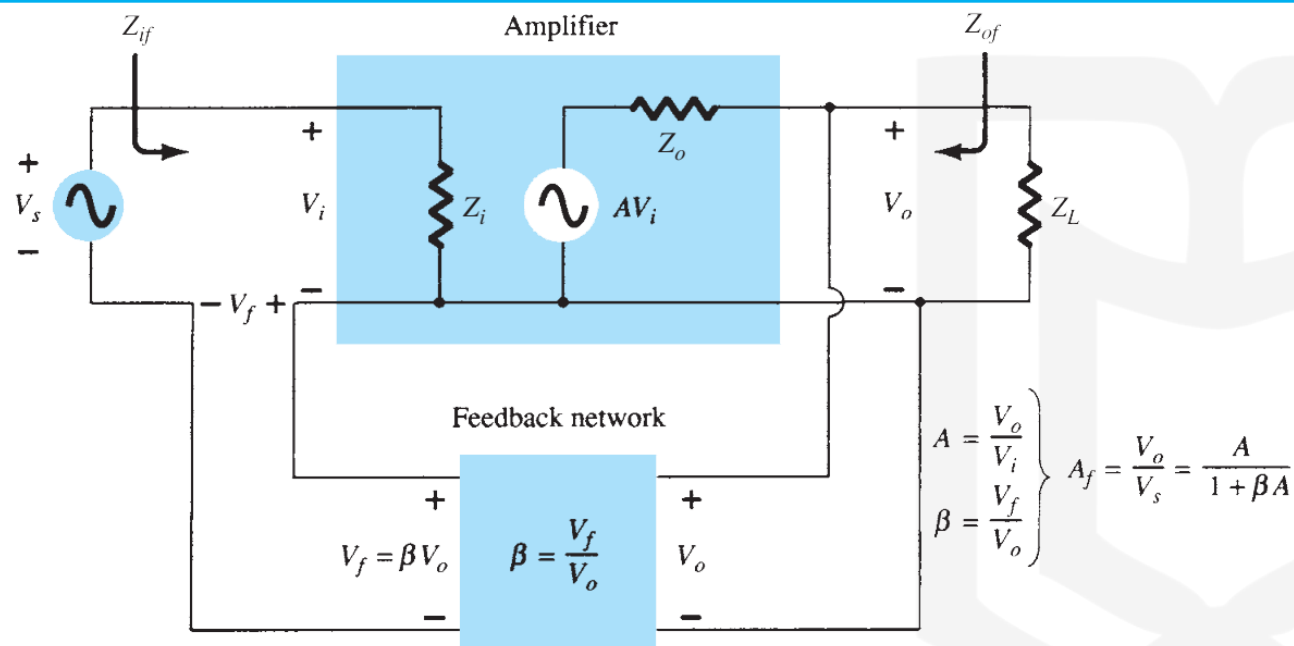 Z_if
Amplifier
Z_of
+
V_s
−
+
V_i
−
Z_i
AV_i
Z_o
+
V_o
−
Z_L
− V_f +
Feedback network
+
V_f = βV_o
−
β = V_f / V_o
+
V_o
−
A = V_o / V_i
β = V_f / V_o
A_f = V_o / V_s = A / (1 + βA)